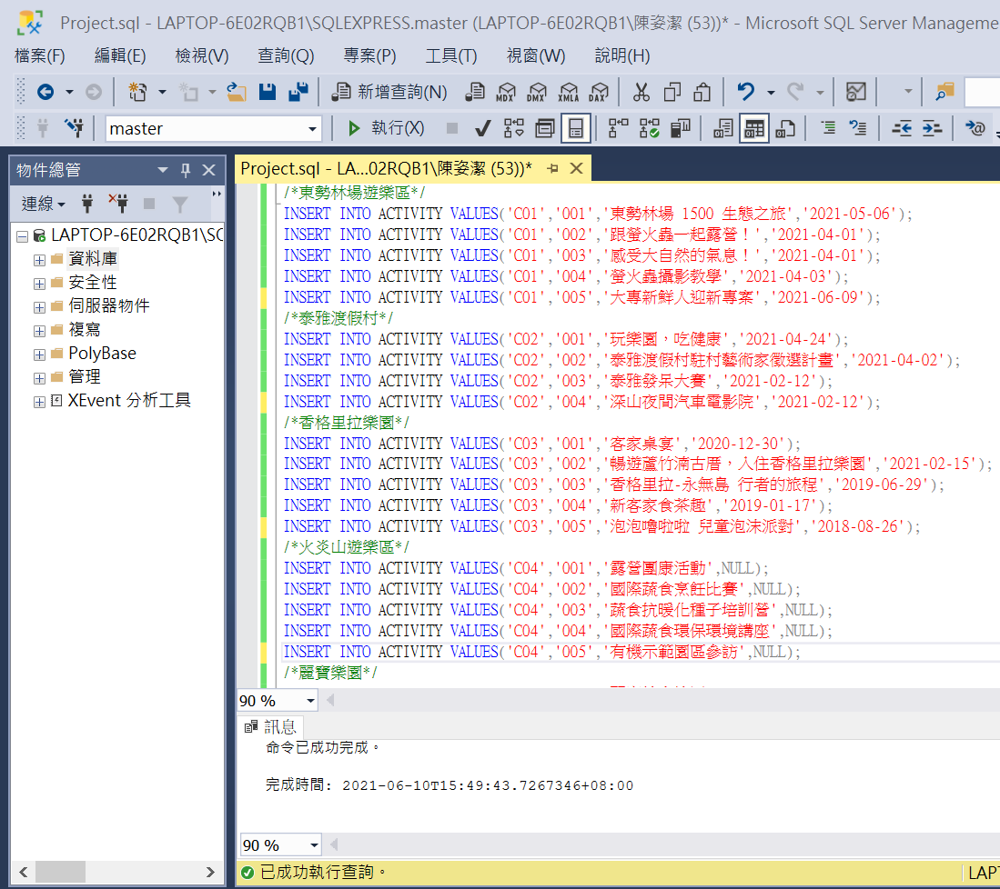 Project.sql - LAPTOP-6E02RQB1\SQLEXPRESS.master (LAPTOP-6E02RQB1\陳姿潔 (53))* - Microsoft SQL Server Manageme
檔案(F) 編輯(E) 檢視(V) 查詢(Q) 專案(P) 工具(T) 視窗(W) 說明(H)
新增查詢(N) MDX DMX XMLA DAX
master 執行(X)
物件總管
連線
LAPTOP-6E02RQB1\SQ
資料庫
安全性
伺服器物件
複寫
PolyBase
管理
XEvent 分析工具
Project.sql - LA...02RQB1\陳姿潔 (53))*
/*東勢林場遊樂區*/
INSERT INTO ACTIVITY VALUES('C01','001','東勢林場 1500 生態之旅','2021-05-06');
INSERT INTO ACTIVITY VALUES('C01','002','跟螢火蟲一起露營！','2021-04-01');
INSERT INTO ACTIVITY VALUES('C01','003','感受大自然的氣息！','2021-04-01');
INSERT INTO ACTIVITY VALUES('C01','004','螢火蟲攝影教學','2021-04-03');
INSERT INTO ACTIVITY VALUES('C01','005','大專新鮮人迎新專案','2021-06-09');
/*泰雅渡假村*/
INSERT INTO ACTIVITY VALUES('C02','001','玩樂園，吃健康','2021-04-24');
INSERT INTO ACTIVITY VALUES('C02','002','泰雅渡假村駐村藝術家徵選計畫','2021-04-02');
INSERT INTO ACTIVITY VALUES('C02','003','泰雅發呆大賽','2021-02-12');
INSERT INTO ACTIVITY VALUES('C02','004','深山夜間汽車電影院','2021-02-12');
/*香格里拉樂園*/
INSERT INTO ACTIVITY VALUES('C03','001','客家桌宴','2020-12-30');
INSERT INTO ACTIVITY VALUES('C03','002','暢遊蘆竹湳古厝，入住香格里拉樂園','2021-02-15');
INSERT INTO ACTIVITY VALUES('C03','003','香格里拉-永無島 行者的旅程','2019-06-29');
INSERT INTO ACTIVITY VALUES('C03','004','新客家食茶趣','2019-01-17');
INSERT INTO ACTIVITY VALUES('C03','005','泡泡嚕啦啦 兒童泡沫派對','2018-08-26');
/*火炎山遊樂區*/
INSERT INTO ACTIVITY VALUES('C04','001','露營團康活動',NULL);
INSERT INTO ACTIVITY VALUES('C04','002','國際蔬食烹飪比賽',NULL);
INSERT INTO ACTIVITY VALUES('C04','003','蔬食抗暖化種子培訓營',NULL);
INSERT INTO ACTIVITY VALUES('C04','004','國際蔬食環保環境講座',NULL);
INSERT INTO ACTIVITY VALUES('C04','005','有機示範園區參訪',NULL);
/*麗寶樂園*/
90 %
訊息
命令已成功完成。
完成時間: 2021-06-10T15:49:43.7267346+08:00
90 %
已成功執行查詢。 LAPT